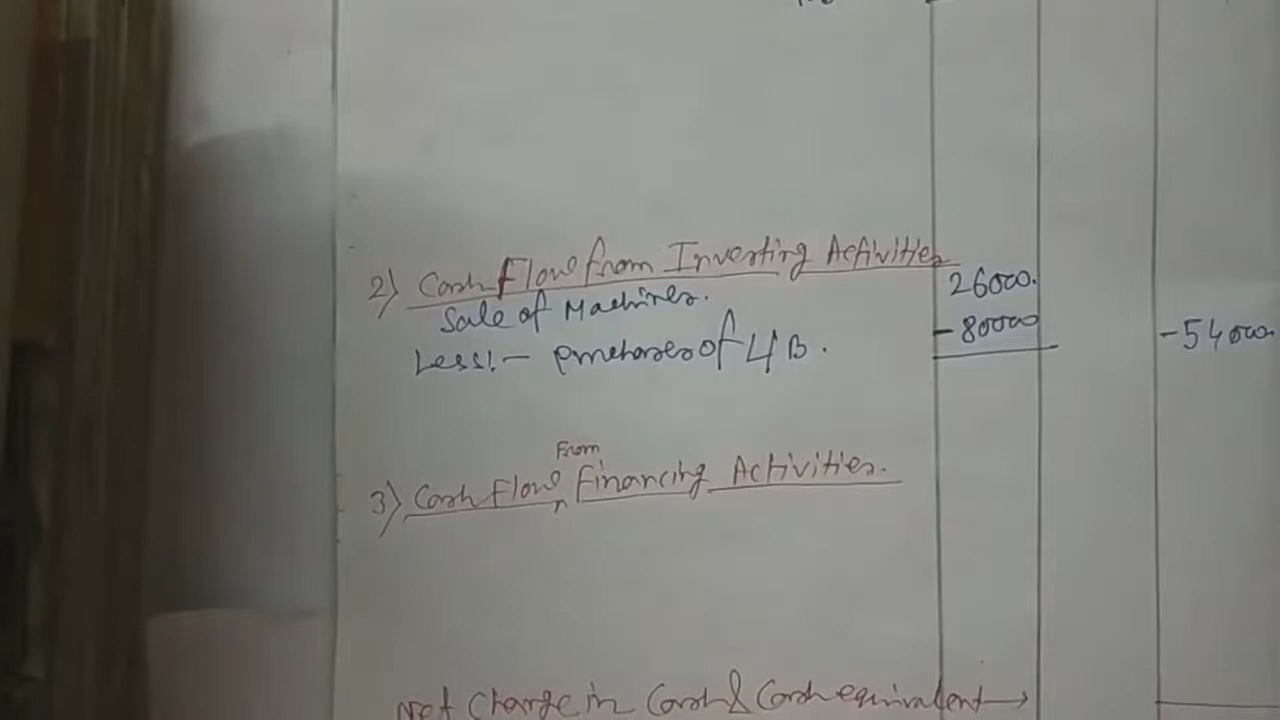 2) Cash Flow from Investing Activities
Sale of Machines. 26000.
Less:- purchases of L/B. -80000 -54000.
From
3) Cash Flow Financing Activities.
Net Change in Cash & Cash equivalent→